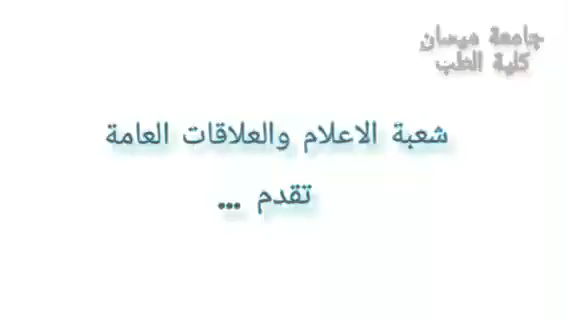 جامعة ميسان
كلية الطب
شعبة الاعلام والعلاقات العامة
تقدم ...